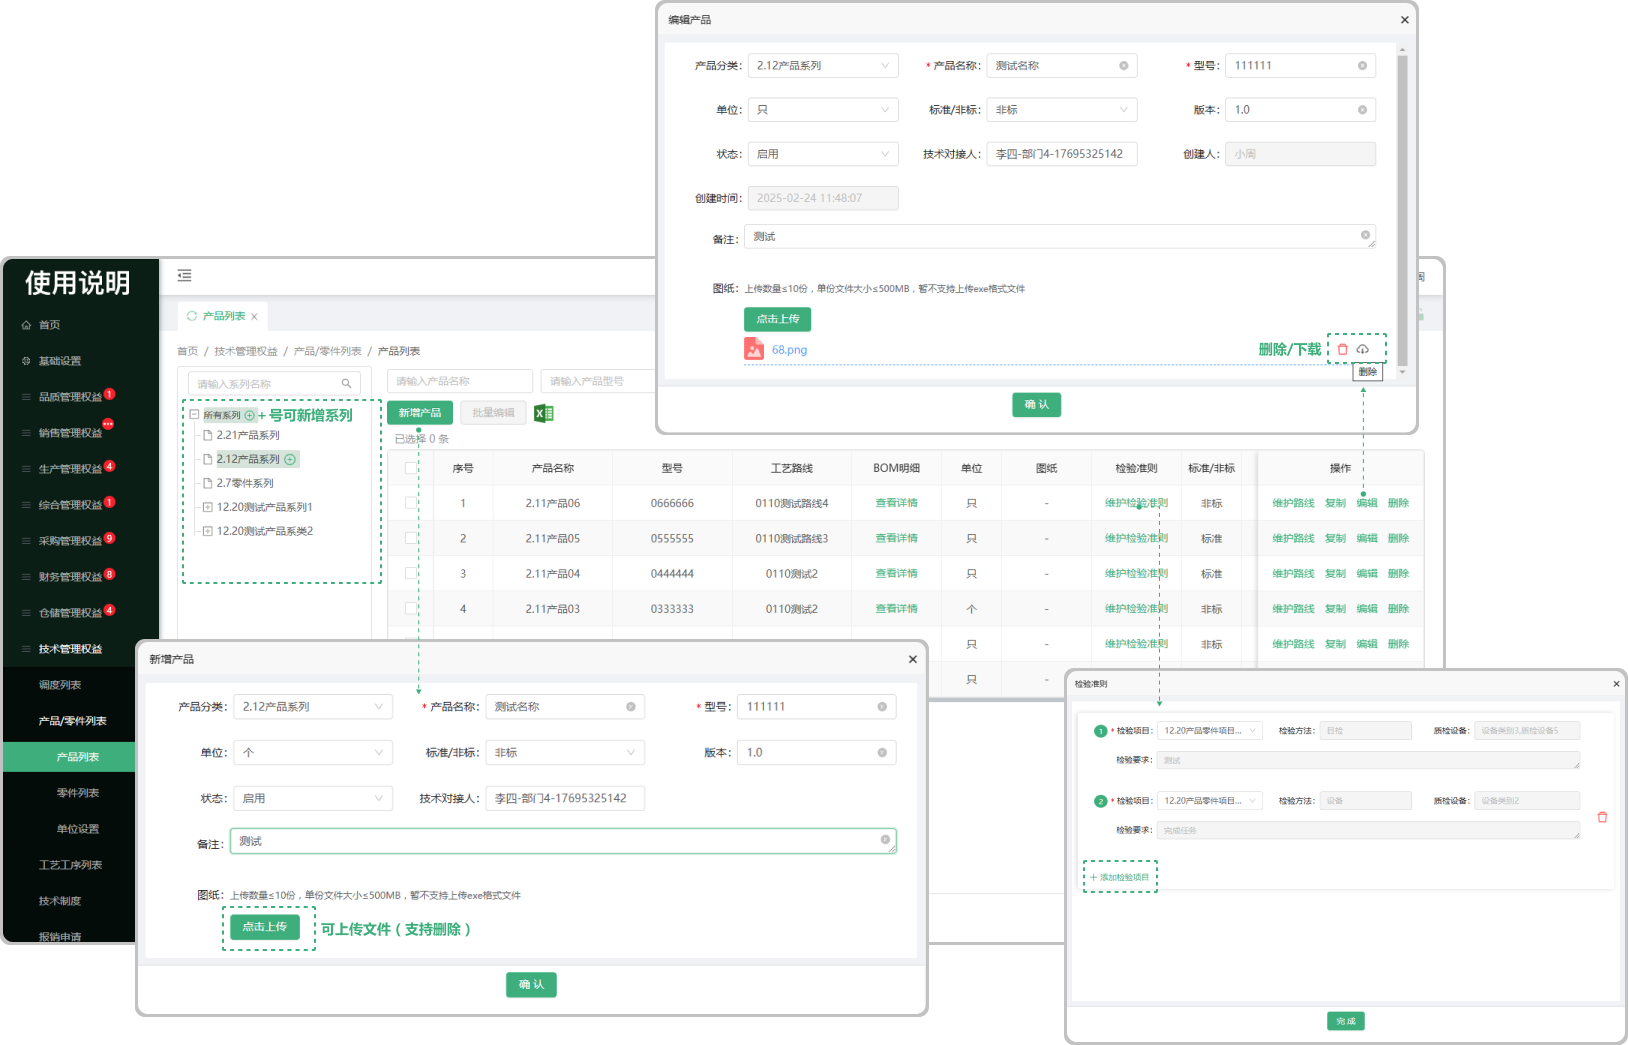 编辑产品
产品分类： 2.12产品系列 * 产品名称： 测试名称 * 型号： 111111
单位： 只 标准/非标： 非标 版本： 1.0
状态： 启用 技术对接人： 李四-部门4-17695325142 创建人： 小周
创建时间： 2025-02-24 11:48:07
备注： 测试
图纸： 上传数量≤10份，单份文件大小≤500MB，暂不支持上传exe格式文件
点击上传
68.png
删除/下载
删除
确 认
使用说明
首页
基础设置
品质管理权益 1
销售管理权益
生产管理权益 4
综合管理权益 1
采购管理权益 9
财务管理权益 8
仓储管理权益 4
技术管理权益
调度列表
产品/零件列表
产品列表
零件列表
单位设置
工艺工序列表
技术制度
报销申请
产品列表
首页 / 技术管理权益 / 产品/零件列表 / 产品列表
请输入系列名称
所有系列
+ 号可新增系列
2.21产品系列
2.12产品系列
2.7零件系列
12.20测试产品系列1
12.20测试产品系类2
请输入产品名称 请输入产品型号
新增产品 批量编辑
已选择 0 条
序号 产品名称 型号 工艺路线 BOM明细 单位 图纸 检验准则 标准/非标 操作
1 2.11产品06 0666666 0110测试路线4 查看详情 只 - 维护检验准则 非标 维护路线 复制 编辑 删除
2 2.11产品05 0555555 0110测试路线3 查看详情 只 - 维护检验准则 标准 维护路线 复制 编辑 删除
3 2.11产品04 0444444 0110测试2 查看详情 只 - 维护检验准则 标准 维护路线 复制 编辑 删除
4 2.11产品03 0333333 0110测试2 查看详情 个 - 维护检验准则 非标 维护路线 复制 编辑 删除
只 - 维护检验准则 非标 维护路线 复制 编辑 删除
只 -
新增产品
产品分类： 2.12产品系列 * 产品名称： 测试名称 * 型号： 111111
单位： 个 标准/非标： 非标 版本： 1.0
状态： 启用 技术对接人： 李四-部门4-17695325142
备注： 测试
图纸： 上传数量≤10份，单份文件大小≤500MB，暂不支持上传exe格式文件
点击上传
可上传文件（支持删除）
确 认
检验准则
1 * 检验项目： 12.20产品零件项目... 检验方法： 目检 质检设备： 设备类别3,质检设备5
检验要求： 测试
2 * 检验项目： 12.20产品零件项目... 检验方法： 设备 质检设备： 设备类别2
检验要求： 完成任务
+ 添加检验项目
完 成